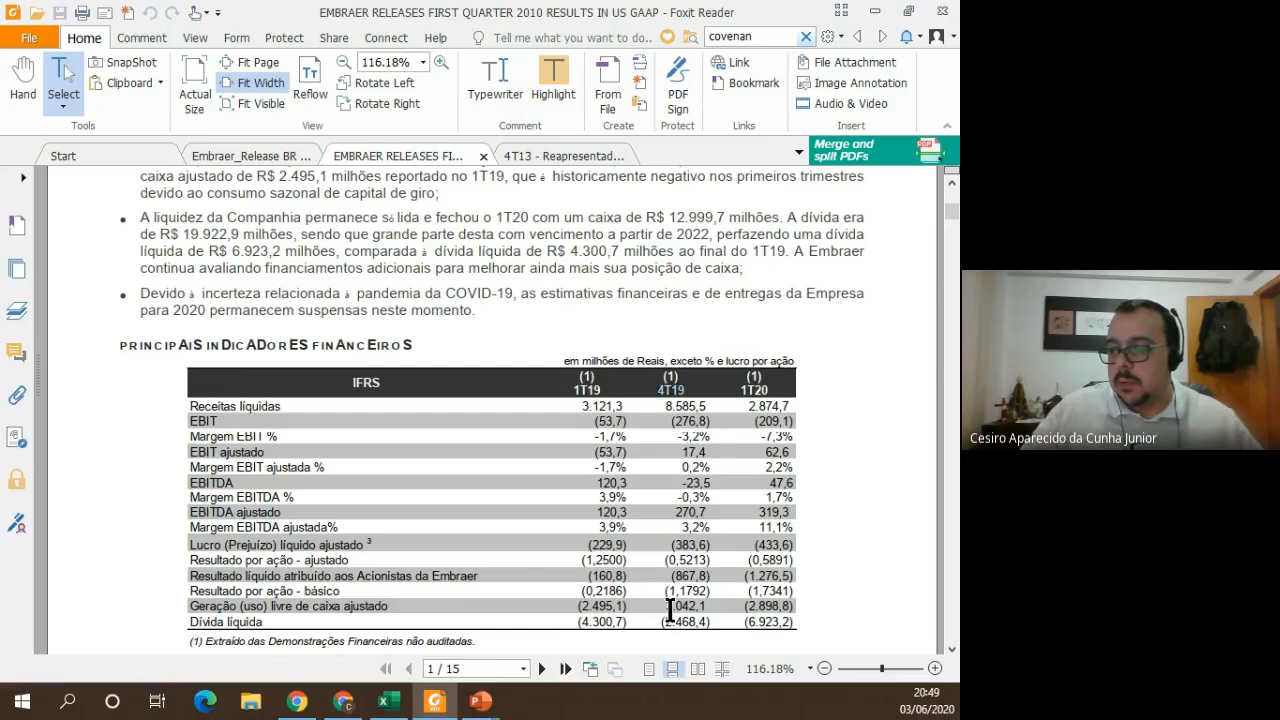 EMBRAER RELEASES FIRST QUARTER 2010 RESULTS IN US GAAP - Foxit Reader
File Home Comment View Form Protect Share Connect Help Tell me what you want to do.. covenan
Hand Select SnapShot Clipboard Actual Size Fit Page Fit Width Fit Visible Reflow 116.18% Rotate Left Rotate Right Typewriter Highlight From File PDF Sign Link Bookmark File Attachment Image Annotation Audio & Video
Tools View Comment Create Protect Links Insert
Start Embraer_Release BR ... EMBRAER RELEASES FI... 4T13 - Reapresentad... Merge and split PDFs
caixa ajustado de R$ 2.495,1 milhões reportado no 1T19, que é historicamente negativo nos primeiros trimestres
devido ao consumo sazonal de capital de giro;
• A liquidez da Companhia permanece sólida e fechou o 1T20 com um caixa de R$ 12.999,7 milhões. A dívida era
de R$ 19.922,9 milhões, sendo que grande parte desta com vencimento a partir de 2022, perfazendo uma dívida
líquida de R$ 6.923,2 milhões, comparada à dívida líquida de R$ 4.300,7 milhões ao final do 1T19. A Embraer
continua avaliando financiamentos adicionais para melhorar ainda mais sua posição de caixa;
• Devido à incerteza relacionada à pandemia da COVID-19, as estimativas financeiras e de entregas da Empresa
para 2020 permanecem suspensas neste momento.
PRINCIPAIS INDICADORES FINANCEIROS
em milhões de Reais, exceto % e lucro por ação
IFRS (1) 1T19 (1) 4T19 (1) 1T20
Receitas líquidas 3.121,3 8.585,5 2.874,7
EBIT (53,7) (276,8) (209,1)
Margem EBIT % -1,7% -3,2% -7,3%
EBIT ajustado (53,7) 17,4 62,6
Margem EBIT ajustada % -1,7% 0,2% 2,2%
EBITDA 120,3 -23,5 47,6
Margem EBITDA % 3,9% -0,3% 1,7%
EBITDA ajustado 120,3 270,7 319,3
Margem EBITDA ajustada% 3,9% 3,2% 11,1%
Lucro (Prejuízo) líquido ajustado 3 (229,9) (383,6) (433,6)
Resultado por ação - ajustado (1,2500) (0,5213) (0,5891)
Resultado líquido atribuído aos Acionistas da Embraer (160,8) (867,8) (1.276,5)
Resultado por ação - básico (0,2186) (1,1792) (1,7341)
Geração (uso) livre de caixa ajustado (2.495,1) (2.898,8)
Dívida líquida (4.300,7) (6.923,2)
(1) Extraído das Demonstrações Financeiras não auditadas.
1 / 15 116.18%
20:49
03/06/2020
Cesiro Aparecido da Cunha Junior